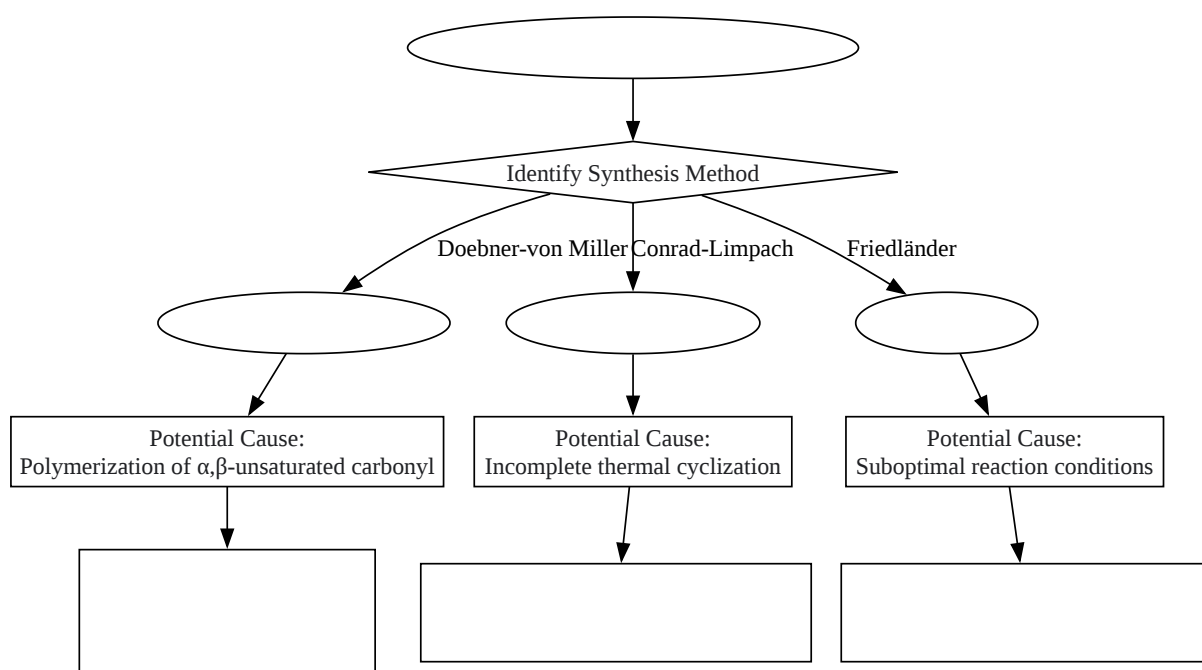 Identify Synthesis Method
Doebner-von Miller
Conrad-Limpach
Friedländer
Potential Cause:
Polymerization of α,β-unsaturated carbonyl
Potential Cause:
Incomplete thermal cyclization
Potential Cause:
Suboptimal reaction conditions